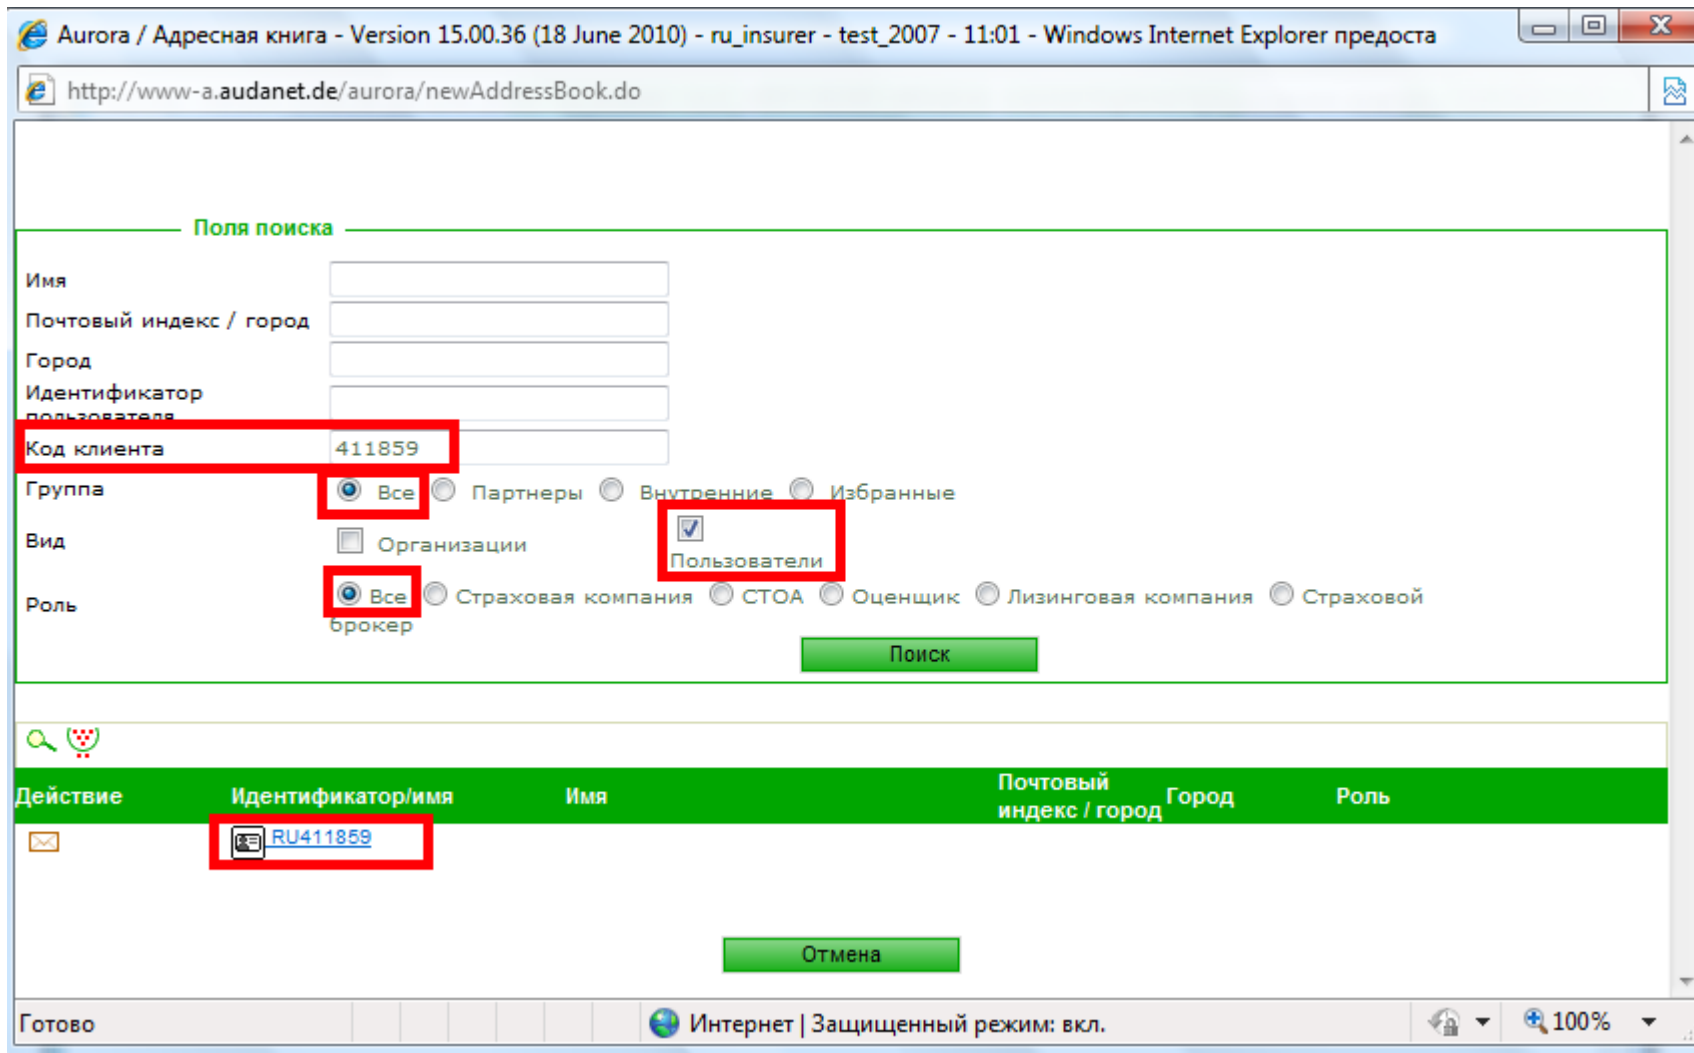 Aurora / Адресная книга - Version 15.00.36 (18 June 2010) - ru_insurer - test_2007 - 11:01 - Windows Internet Explorer предоста
http://www-a.audanet.de/aurora/newAddressBook.do
Поля поиска
Имя
Почтовый индекс / город
Город
Идентификатор
пользователя
Код клиента 411859
Группа Все Партнеры Внутренние Избранные
Вид Организации Пользователи
Роль Все Страховая компания СТОА Оценщик Лизинговая компания Страховой
брокер
Поиск
Действие Идентификатор/имя Имя Почтовый индекс / город Город Роль
RU411859
Отмена
Готово Интернет | Защищенный режим: вкл. 100%